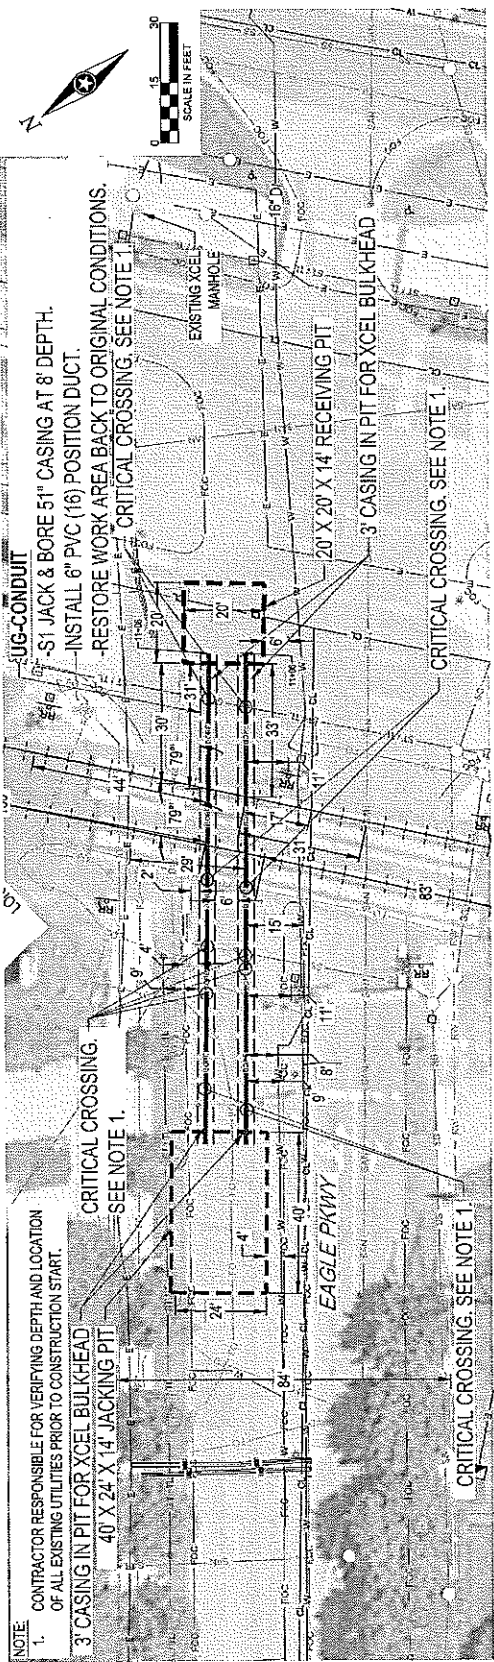 NOTE:
1. CONTRACTOR RESPONSIBLE FOR VERIFYING DEPTH AND LOCATION
OF ALL EXISTING UTILITIES PRIOR TO CONSTRUCTION START.
3' CASING IN PIT FOR XCEL BULKHEAD
40' X 24' X 14' JACKING PIT
CRITICAL CROSSING.
SEE NOTE 1.
UG-CONDUIT
-S1 JACK & BORE 51" CASING AT 8' DEPTH.
-INSTALL 6" PVC (16) POSITION DUCT.
-RESTORE WORK AREA BACK TO ORIGINAL CONDITIONS.
CRITICAL CROSSING. SEE NOTE 1.
EXISTING XCEL
MANHOLE
N
0 15 30
SCALE IN FEET
20' X 20' X 14' RECEIVING PIT
3' CASING IN PIT FOR XCEL BULKHEAD
CRITICAL CROSSING. SEE NOTE 1.
CRITICAL CROSSING. SEE NOTE 1.
EAGLE PKWY
24'
4'
40'
84'
9'
4'
2'
29'
6'
79"
79"
44'
30'
31'
20'
20'
6'
33'
11'
17'
31'
83'
15'
11'
8'
9'
16" D